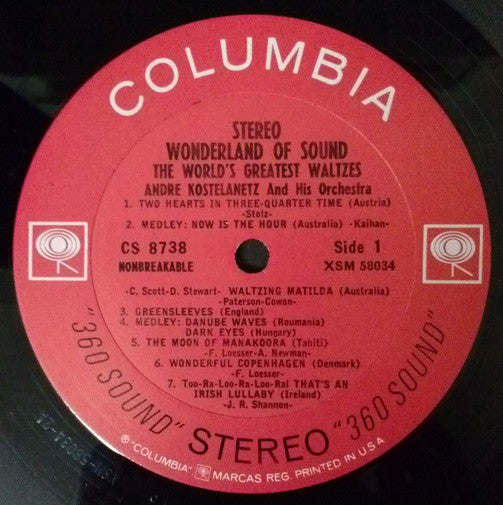 COLUMBIA
STEREO
WONDERLAND OF SOUND
THE WORLD'S GREATEST WALTZES
ANDRE KOSTELANETZ And His Orchestra
1. TWO HEARTS IN THREE-QUARTER TIME (Austria)
-Stolz-
2. MEDLEY: NOW IS THE HOUR (Australia) -Kaihan-
CS 8738
Side 1
NONBREAKABLE
XSM 58034
-C. Scott-D. Stewart- WALTZING MATILDA (Australia)
-Paterson-Cowan-
3. GREENSLEEVES (England)
4. MEDLEY: DANUBE WAVES (Roumania)
DARK EYES (Hungary)
5. THE MOON OF MANAKOORA (Tahiti)
-F. Loesser-A. Newman-
6. WONDERFUL COPENHAGEN (Denmark)
-F. Loesser-
7. Too-Ra-Loo-Ra-Loo-Ral THAT'S AN
IRISH LULLABY (Ireland)
-J. R. Shannon-
"360 SOUND" STEREO "360 SOUND"
® "COLUMBIA" MARCAS REG. PRINTED IN U.S.A.